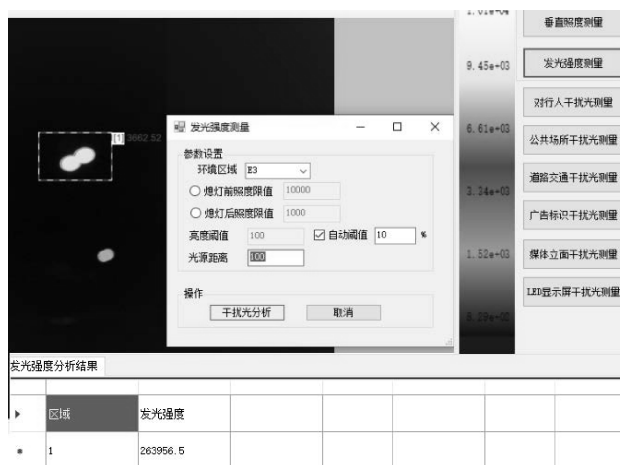 垂直照度测量
9.45e+03
发光强度测量
[1] 3662.52
发光强度测量
对行人干扰光测量
参数设置
环境区域 E3
6.61e+03
公共场所干扰光测量
熄灯前照度限值 10000
道路交通干扰光测量
3.24e+03
熄灯后照度限值 1000
广告标识干扰光测量
亮度阈值 100 自动阈值 10 %
光源距离 100
1.52e+03
媒体立面干扰光测量
LED显示屏干扰光测量
操作
干扰光分析 取消
发光强度分析结果
区域 发光强度
1 263956.5